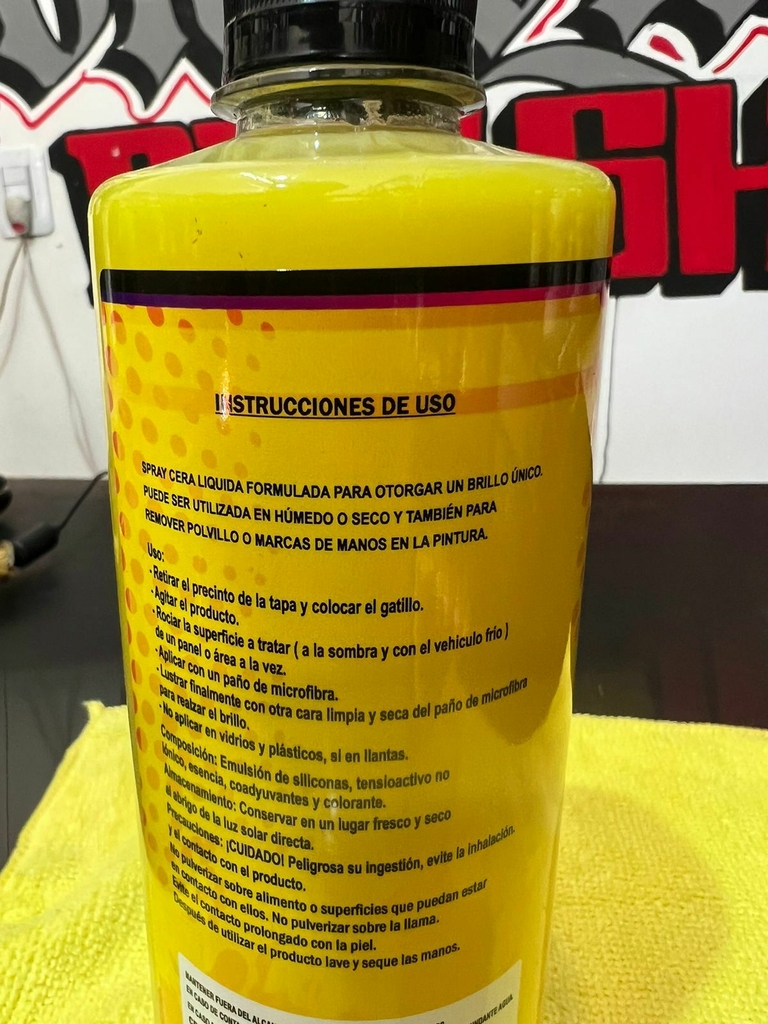 INSTRUCCIONES DE USO
SPRAY CERA LIQUIDA FORMULADA PARA OTORGAR UN BRILLO ÚNICO.
PUEDE SER UTILIZADA EN HÚMEDO O SECO Y TAMBIÉN PARA
REMOVER POLVILLO O MARCAS DE MANOS EN LA PINTURA.
Uso:
-Retirar el precinto de la tapa y colocar el gatillo.
-Agitar el producto.
-Rociar la superficie a tratar ( a la sombra y con el vehiculo frio )
de un panel o área a la vez.
-Aplicar con un paño de microfibra.
-Lustrar finalmente con otra cara limpia y seca del paño de microfibra
para realzar el brillo.
-No aplicar en vidrios y plásticos, si en llantas.
Composición: Emulsión de siliconas, tensioactivo no
iónico, esencia, coadyuvantes y colorante.
Almacenamiento: Conservar en un lugar fresco y seco
al abrigo de la luz solar directa.
Precauciones: ¡CUIDADO! Peligrosa su ingestión, evite la inhalación.
y el contacto con el producto.
No pulverizar sobre alimento o superficies que puedan estar
en contacto con ellos. No pulverizar sobre la llama.
Evite el contacto prolongado con la piel.
Después de utilizar el producto lave y seque las manos.
MANTENER FUERA DEL
EN CASO DE AGUA
EN CASO